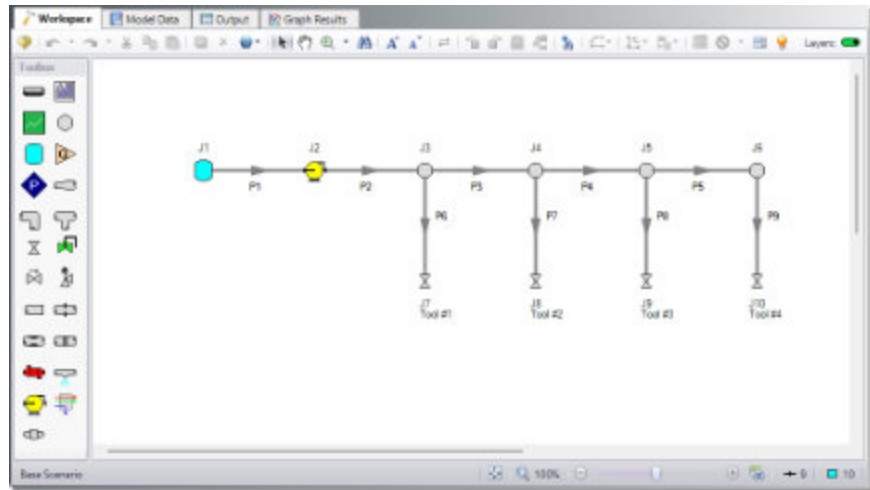 Workspace Model Data Output Graph Results
A A Layers:
Toolbox
J1 J2 J3 J4 J5 J6
P1 P2 P3 P4 P5
P6 P7 P8 P9
J7 J8 J9 J10
Tool #1 Tool #2 Tool #3 Tool #4
Base Scenario 100% 9 10